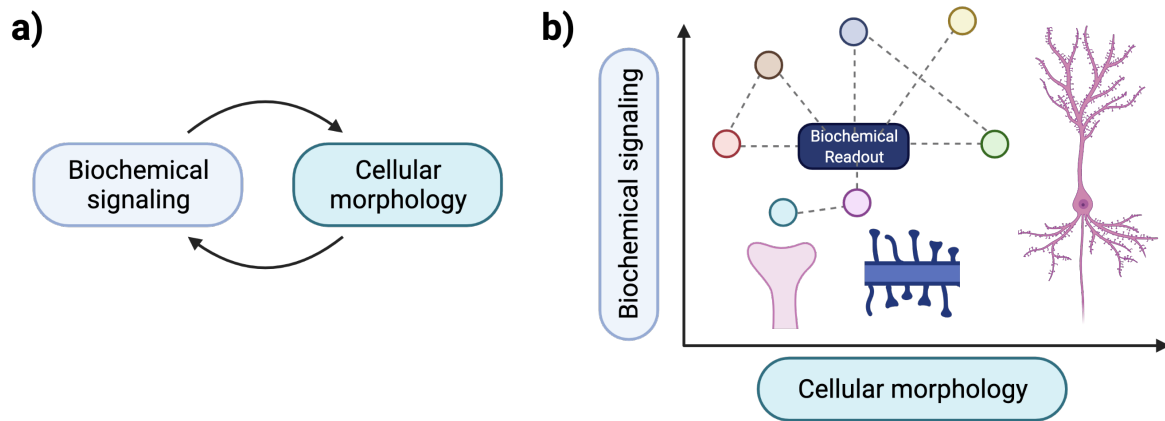 a)
Biochemical
signaling
Cellular
morphology
b)
Biochemical signaling
Biochemical
Readout
Cellular morphology